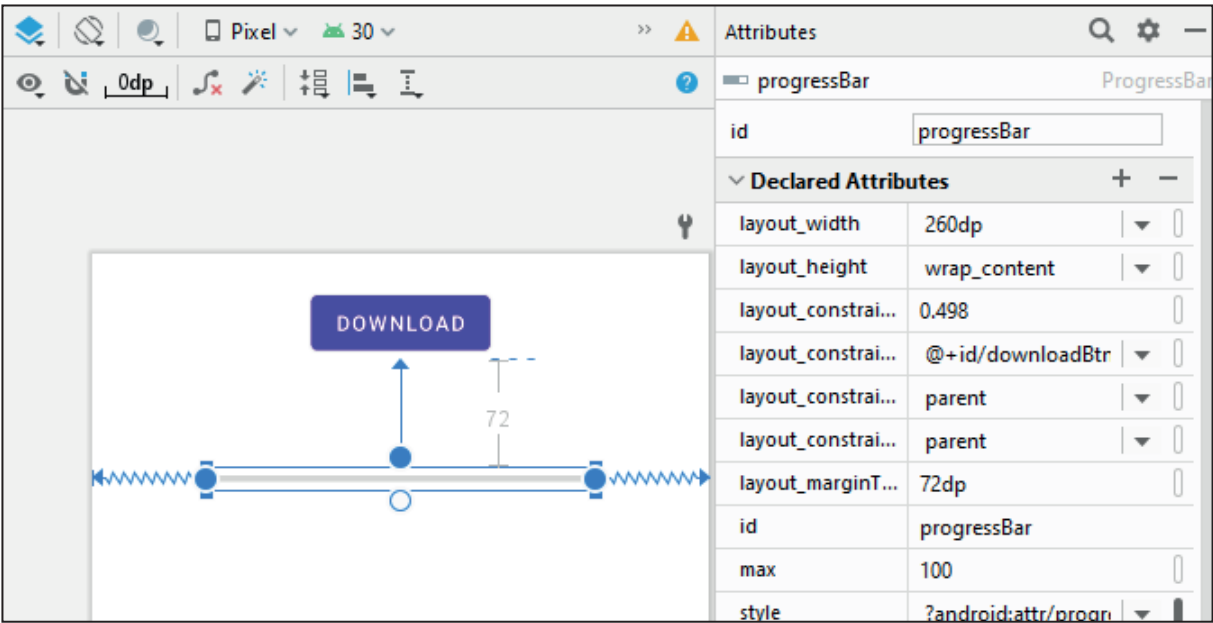 Pixel 30 >> Attributes
0dp
progressBar ProgressBar
id progressBar
Declared Attributes
layout_width 260dp
layout_height wrap_content
layout_constrai... 0.498
layout_constrai... @+id/downloadBtn
layout_constrai... parent
layout_constrai... parent
layout_marginT... 72dp
id progressBar
max 100
style ?android:attr/progre
DOWNLOAD
72